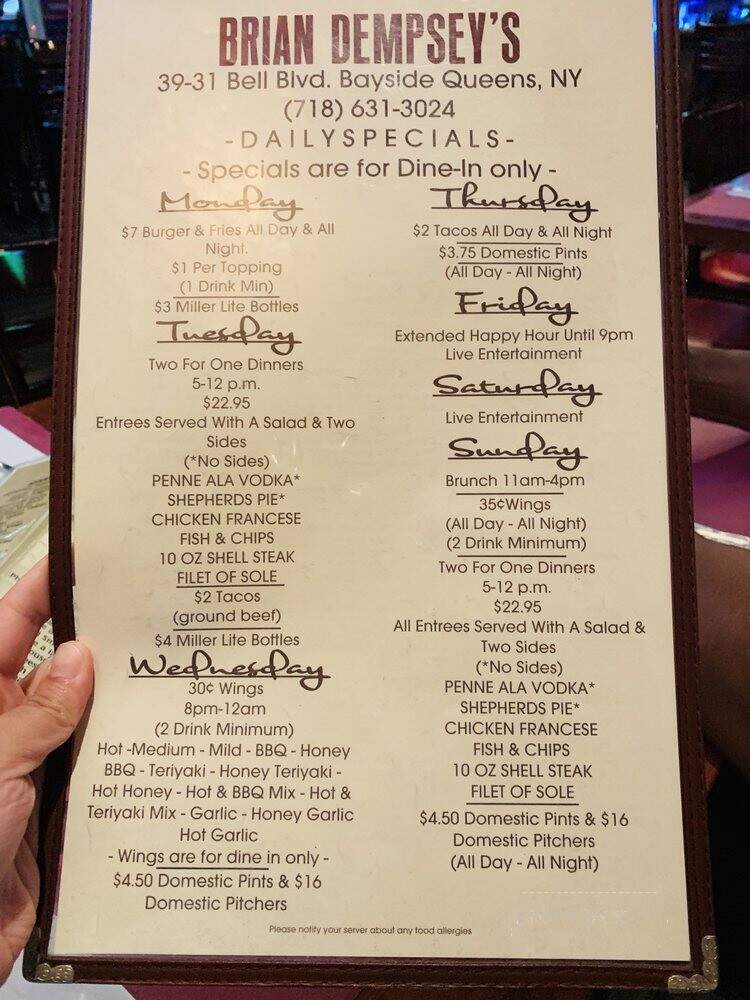 BRIAN DEMPSEY'S
39-31 Bell Blvd. Bayside Queens, NY
(718) 631-3024
-DAILYSPECIALS-
- Specials are for Dine-In only -
Monday
$7 Burger & Fries All Day & All
Night.
$1 Per Topping
(1 Drink Min)
$3 Miller Lite Bottles
Tuesday
Two For One Dinners
5-12 p.m.
$22.95
Entrees Served With A Salad & Two
Sides
(*No Sides)
PENNE ALA VODKA*
SHEPHERDS PIE*
CHICKEN FRANCESE
FISH & CHIPS
10 OZ SHELL STEAK
FILET OF SOLE
$2 Tacos
(ground beef)
$4 Miller Lite Bottles
Wednesday
30¢ Wings
8pm-12am
(2 Drink Minimum)
Hot -Medium - Mild - BBQ - Honey
BBQ - Teriyaki - Honey Teriyaki -
Hot Honey - Hot & BBQ Mix - Hot &
Teriyaki Mix - Garlic - Honey Garlic
Hot Garlic
- Wings are for dine in only -
$4.50 Domestic Pints & $16
Domestic Pitchers
Thursday
$2 Tacos All Day & All Night
$3.75 Domestic Pints
(All Day - All Night)
Friday
Extended Happy Hour Until 9pm
Live Entertainment
Saturday
Live Entertainment
Sunday
Brunch 11am-4pm
35¢Wings
(All Day - All Night)
(2 Drink Minimum)
Two For One Dinners
5-12 p.m.
$22.95
All Entrees Served With A Salad &
Two Sides
(*No Sides)
PENNE ALA VODKA*
SHEPHERDS PIE*
CHICKEN FRANCESE
FISH & CHIPS
10 OZ SHELL STEAK
FILET OF SOLE
$4.50 Domestic Pints & $16
Domestic Pitchers
(All Day - All Night)
Please notify your server about any food allergies